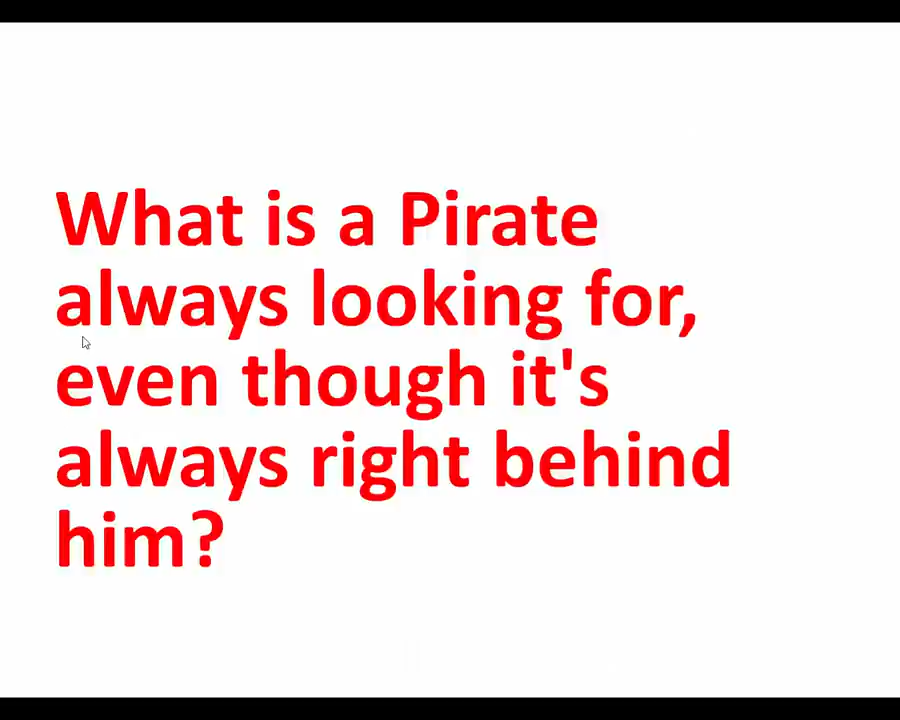 What is a Pirate
always looking for,
even though it's
always right behind
him?